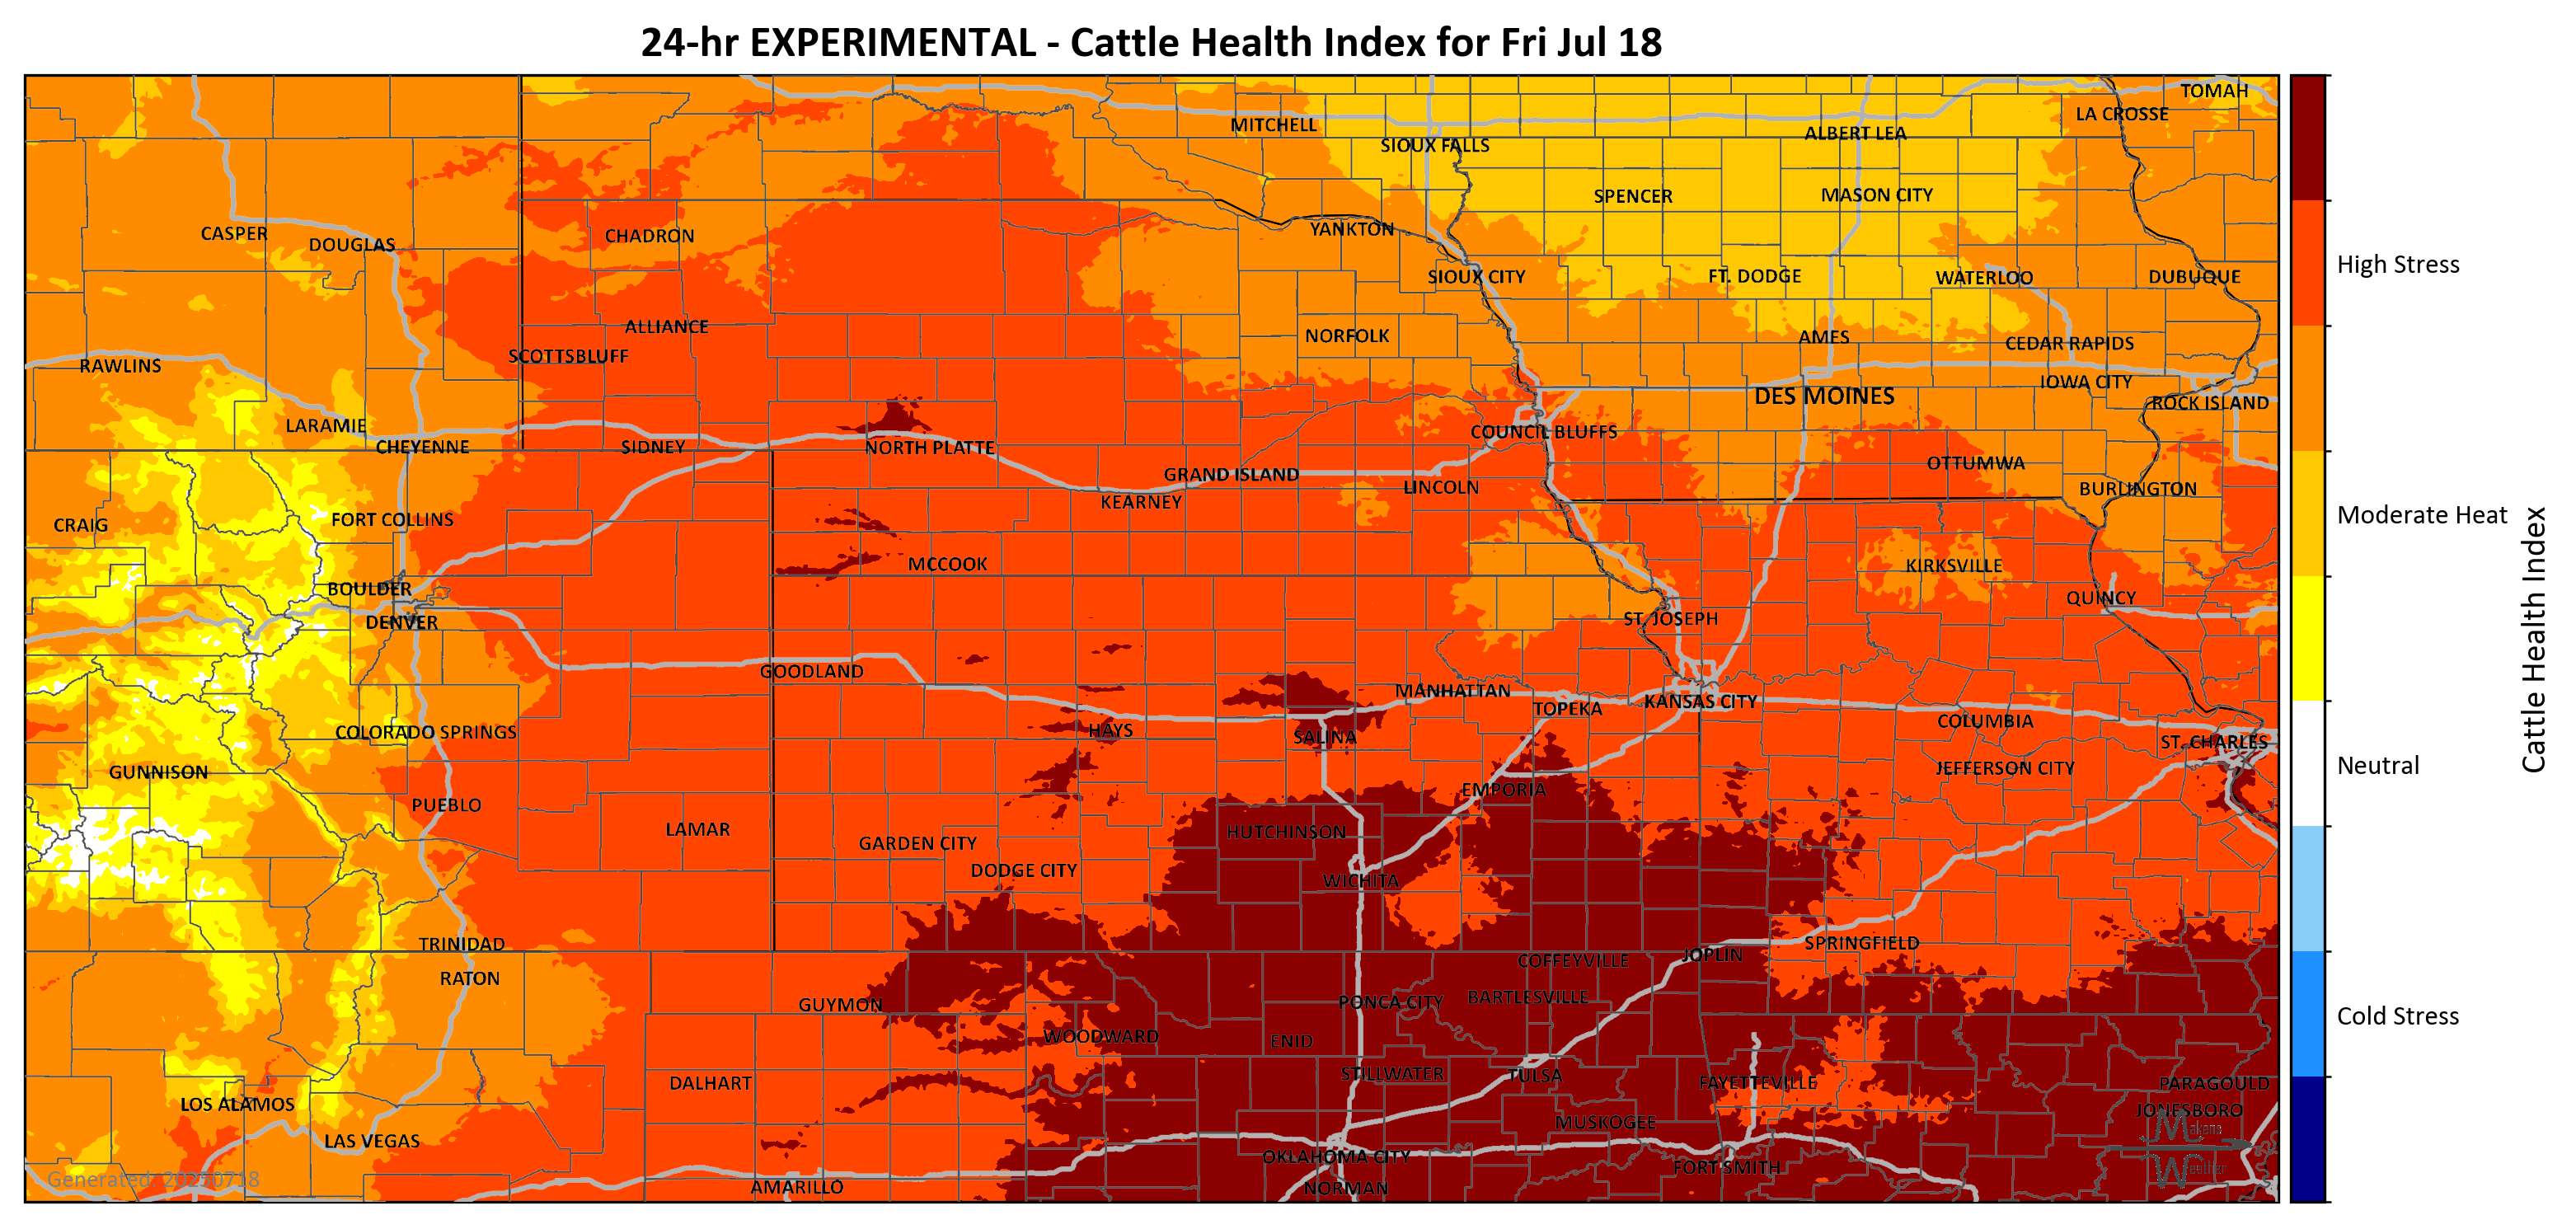 24-hr EXPERIMENTAL - Cattle Health Index for Fri Jul 18
TOMAH
LA CROSSE
MITCHELL
ALBERT LEA
SIOUX FALLS
SPENCER
MASON CITY
CASPER
DOUGLAS
CHADRON
YANKTON
SIOUX CITY
FT. DODGE
WATERLOO
DUBUQUE
ALLIANCE
NORFOLK
AMES
CEDAR RAPIDS
SCOTTSBLUFF
RAWLINS
IOWA CITY
DES MOINES
ROCK ISLAND
LARAMIE
COUNCIL BLUFFS
CHEYENNE
SIDNEY
NORTH PLATTE
OTTUMWA
GRAND ISLAND
LINCOLN
BURLINGTON
KEARNEY
CRAIG
FORT COLLINS
MCCOOK
KIRKSVILLE
BOULDER
QUINCY
DENVER
ST. JOSEPH
GOODLAND
MANHATTAN
KANSAS CITY
TOPEKA
COLUMBIA
COLORADO SPRINGS
HAYS
SALINA
ST. CHARLES
GUNNISON
JEFFERSON CITY
EMPORIA
PUEBLO
LAMAR
HUTCHINSON
GARDEN CITY
DODGE CITY
WICHITA
TRINIDAD
SPRINGFIELD
JOPLIN
COFFEYVILLE
RATON
GUYMON
PONCA CITY
BARTLESVILLE
WOODWARD
ENID
STILLWATER
TULSA
DALHART
FAYETTEVILLE
PARAGOULD
LOS ALAMOS
JONESBORO
MUSKOGEE
Makens
LAS VEGAS
OKLAHOMA CITY
FORT SMITH
Weather
Generated: 20250718
AMARILLO
NORMAN
High Stress
Moderate Heat
Neutral
Cold Stress
Cattle Health Index